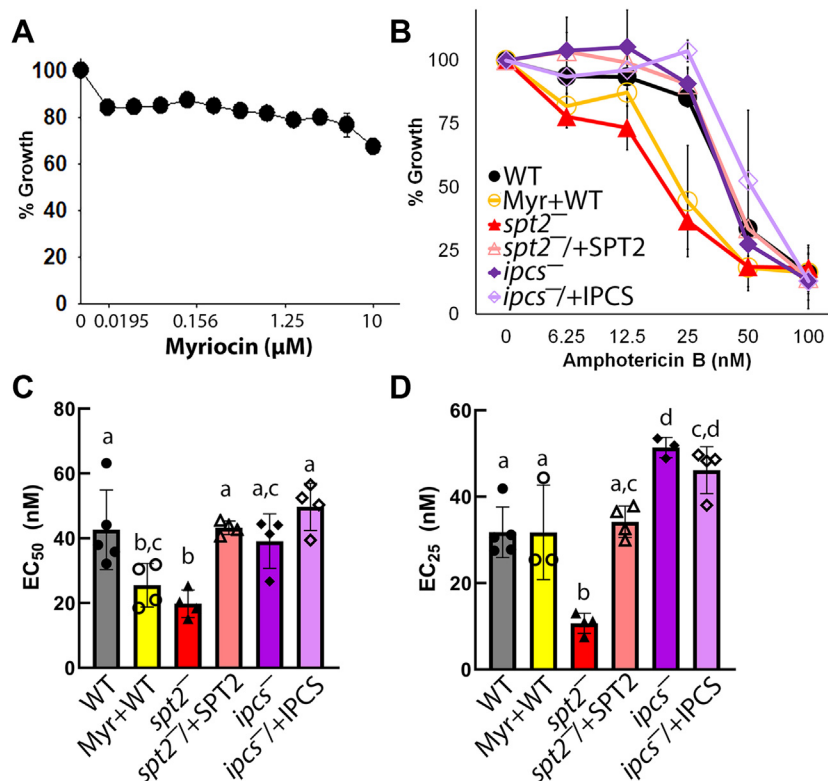 A
% Growth
100
80
60
40
20
0
0 0.0195 0.156 1.25 10
Myriocin (µM)
B
% Growth
100
75
50
25
0
WT
Myr+WT
spt2⁻
spt2⁻/+SPT2
ipcs⁻
ipcs⁻/+IPCS
0 6.25 12.5 25 50 100
Amphotericin B (nM)
C
EC₅₀ (nM)
80
60
40
20
0
a b,c b a a,c a
WT
Myr+WT
spt2⁻
spt2⁻/+SPT2
ipcs⁻
ipcs⁻/+IPCS
D
EC₂₅ (nM)
60
40
20
0
a a b a,c d c,d
WT
Myr+WT
spt2⁻
spt2⁻/+SPT2
ipcs⁻
ipcs⁻/+IPCS